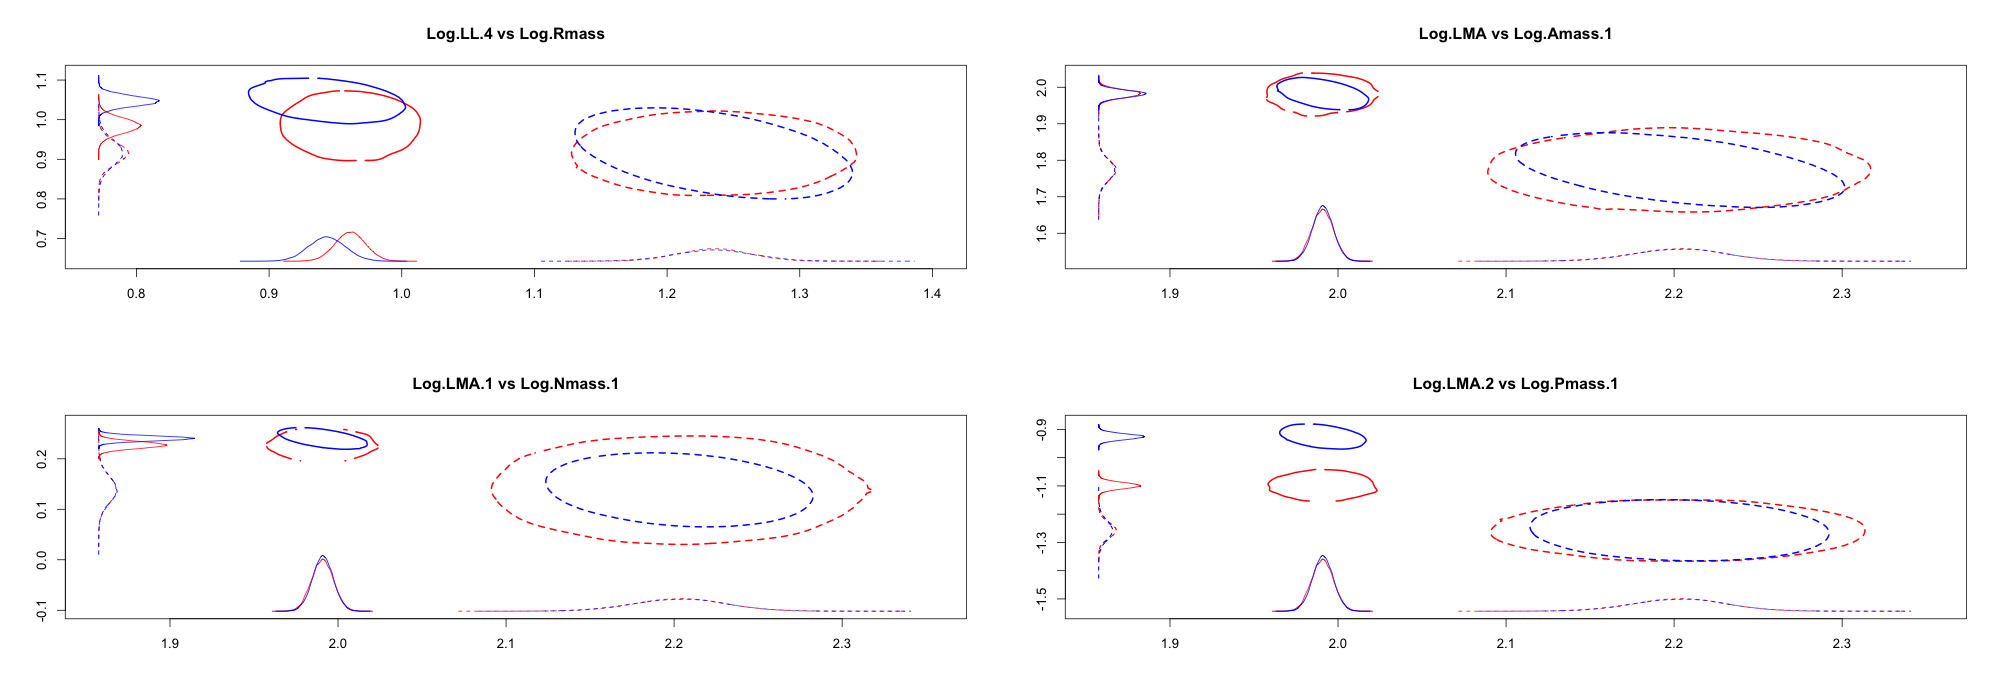 Log.LL.4 vs Log.Rmass
1.1
1.0
0.9
0.8
0.7
0.8 0.9 1.0 1.1 1.2 1.3 1.4
Log.LMA vs Log.Amass.1
2.0
1.9
1.8
1.7
1.6
1.9 2.0 2.1 2.2 2.3
Log.LMA.1 vs Log.Nmass.1
0.2
0.1
0.0
-0.1
1.9 2.0 2.1 2.2 2.3
Log.LMA.2 vs Log.Pmass.1
-0.9
-1.1
-1.3
-1.5
1.9 2.0 2.1 2.2 2.3